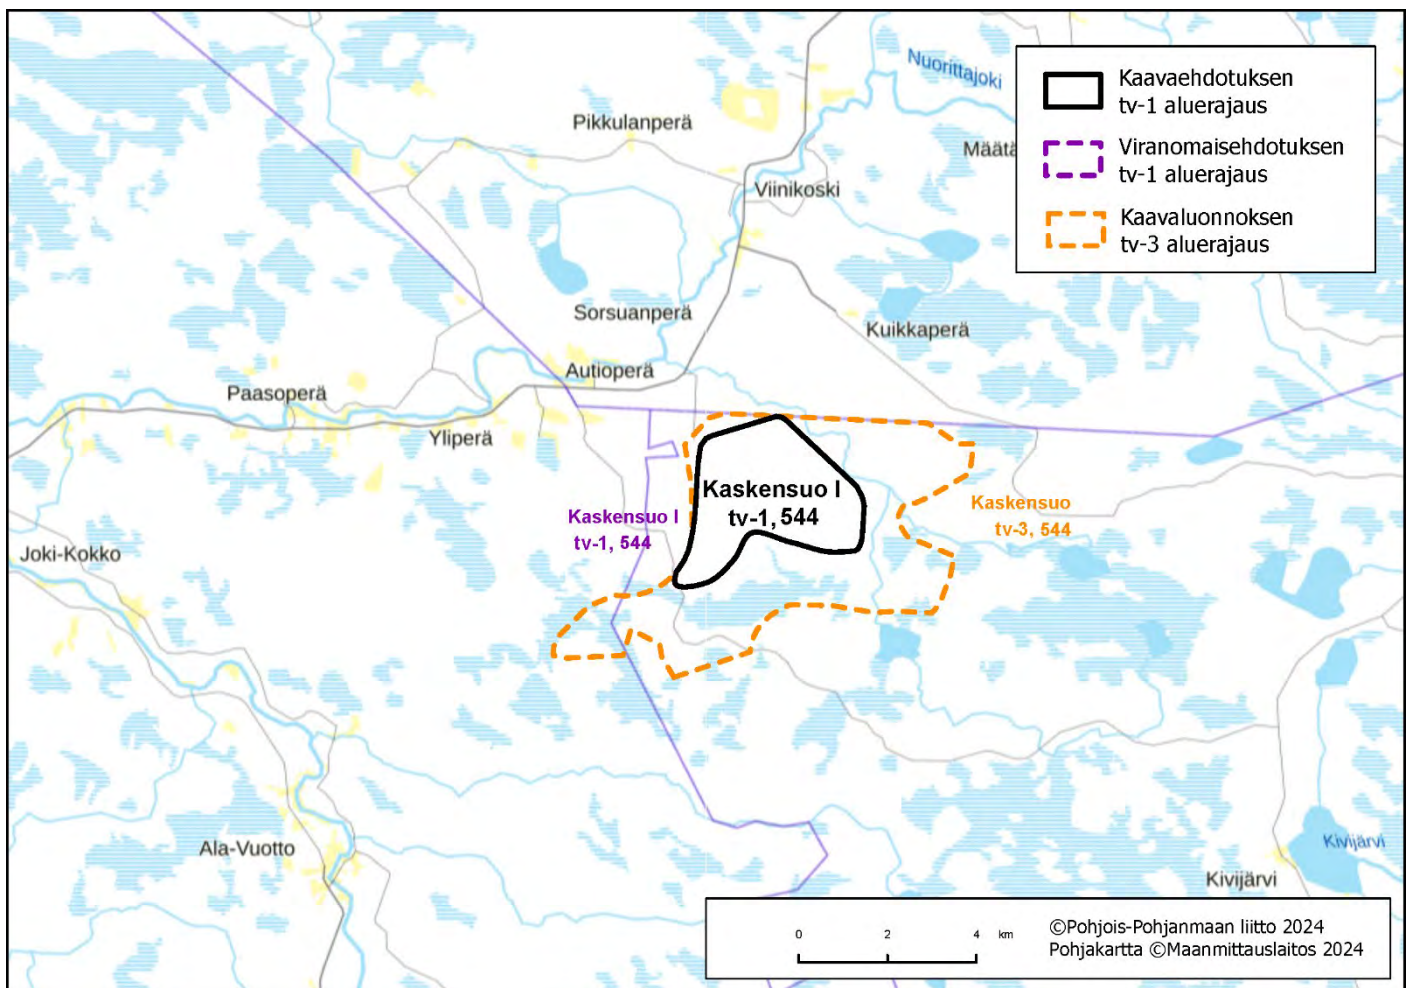 Nuorittajoki
Kaavaehdotuksen
tv-1 aluerajaus
Viranomaisehdotuksen
tv-1 aluerajaus
Kaavaluonnoksen
tv-3 aluerajaus
Pikkulanperä
Määtä
Viinikoski
Sorsuanperä
Kuikkaperä
Autioperä
Paasoperä
Yliperä
Kaskensuo I
tv-1, 544
Kaskensuo I
tv-1, 544
Kaskensuo
tv-3, 544
Joki-Kokko
Ala-Vuotto
Kivijärvi
Kivijärvi
0 2 4 km
©Pohjois-Pohjanmaan liitto 2024
Pohjakartta ©Maanmittauslaitos 2024